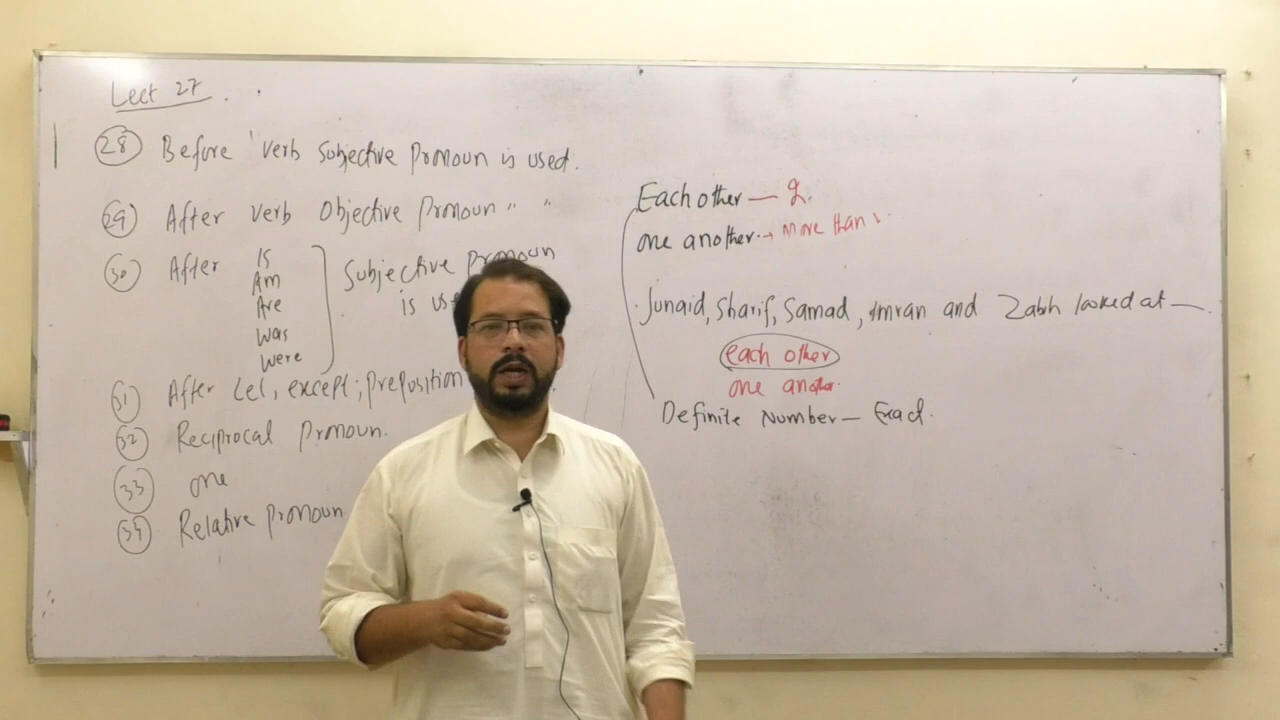 Lect 27
28 Before verb Subjective Pronoun is used.
29 After verb Objective Pronoun " "
30 After Is Am Are Was Were Subjective Pronoun
is
31 After Let, except; preposition
32 Reciprocal Pronoun.
33 One
34 Relative Pronoun
Each other — 2.
one another → More than
Junaid, Sharif, Samad, Imran and Zabih looked at —.
each other
one another.
Definite Number —